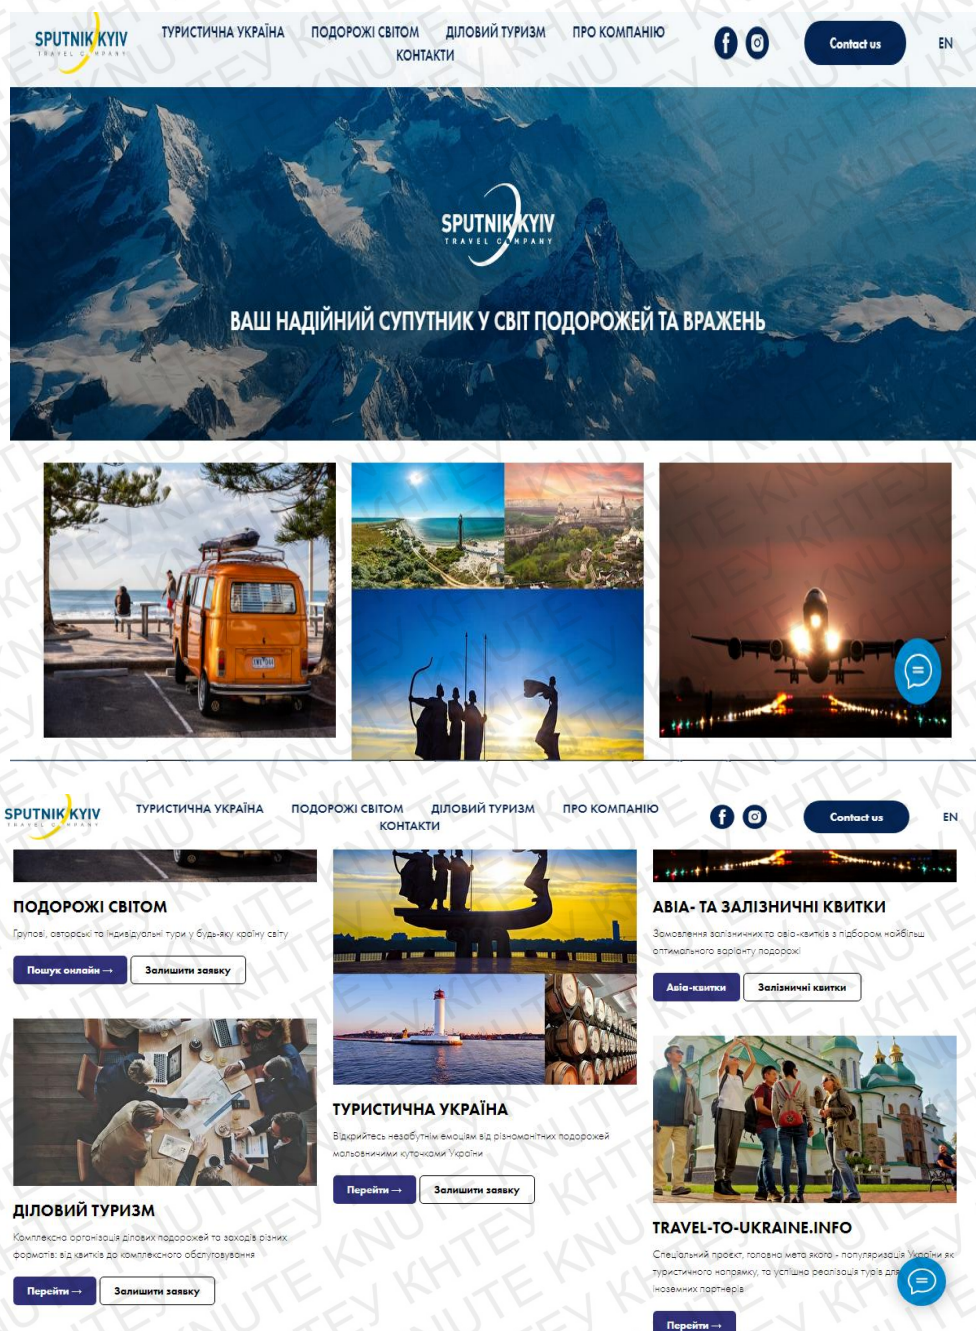 SPUTNIK KYIV
TRAVEL COMPANY
ТУРИСТИЧНА УКРАЇНА
ПОДОРОЖІ СВІТОМ
ДІЛОВИЙ ТУРИЗМ
ПРО КОМПАНІЮ
КОНТАКТИ
Contact us
EN
SPUTNIK KYIV
TRAVEL COMPANY
ВАШ НАДІЙНИЙ СУПУТНИК У СВІТ ПОДОРОЖЕЙ ТА ВРАЖЕНЬ
SPUTNIK KYIV
TRAVEL COMPANY
ТУРИСТИЧНА УКРАЇНА
ПОДОРОЖІ СВІТОМ
ДІЛОВИЙ ТУРИЗМ
ПРО КОМПАНІЮ
КОНТАКТИ
Contact us
EN
ПОДОРОЖІ СВІТОМ
Групові, авторські та індивідуальні тури у будь-яку країну світу
Пошук онлайн →
Залишити заявку
ДІЛОВИЙ ТУРИЗМ
Комплексна організація ділових подорожей та заходів різних
форматів: від квитків до комплексного обслуговування
Перейти →
Залишити заявку
ТУРИСТИЧНА УКРАЇНА
Відкрийтесь незабутнім емоціям від різноманітних подорожей
мальовничими куточками України
Перейти →
Залишити заявку
АВІА- ТА ЗАЛІЗНИЧНІ КВИТКИ
Замовлення залізничних та авіа-квитків з підбором найбільш
оптимального варіанту подорожі
Авіа-квитки
Залізничні квитки
TRAVEL-TO-UKRAINE.INFO
Спеціальний проєкт, головна мета якого - популяризація України як
туристичного напрямку, та успішна реалізація турів для
іноземних партнерів
Перейти →
KNUTE КНТЕУ